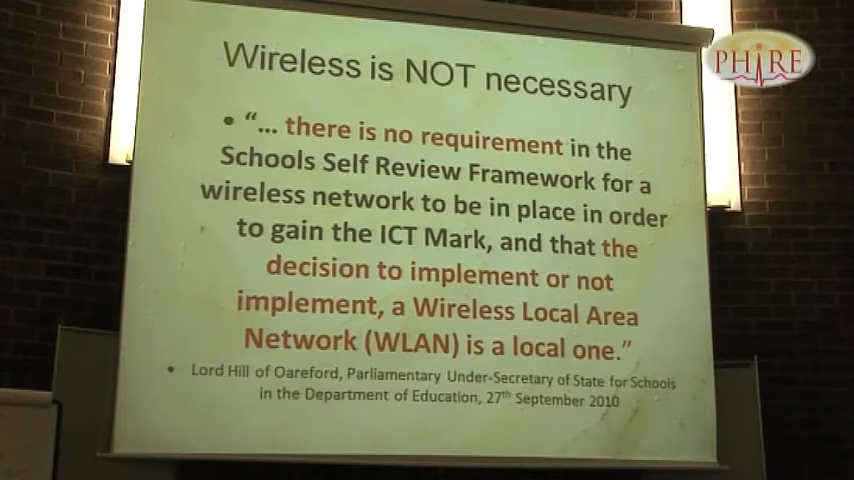 Wireless is NOT necessary
PHiRE
• “... there is no requirement in the
Schools Self Review Framework for a
wireless network to be in place in order
to gain the ICT Mark, and that the
decision to implement or not
implement, a Wireless Local Area
Network (WLAN) is a local one.”
• Lord Hill of Oareford, Parliamentary Under-Secretary of State for Schools
in the Department of Education, 27th September 2010